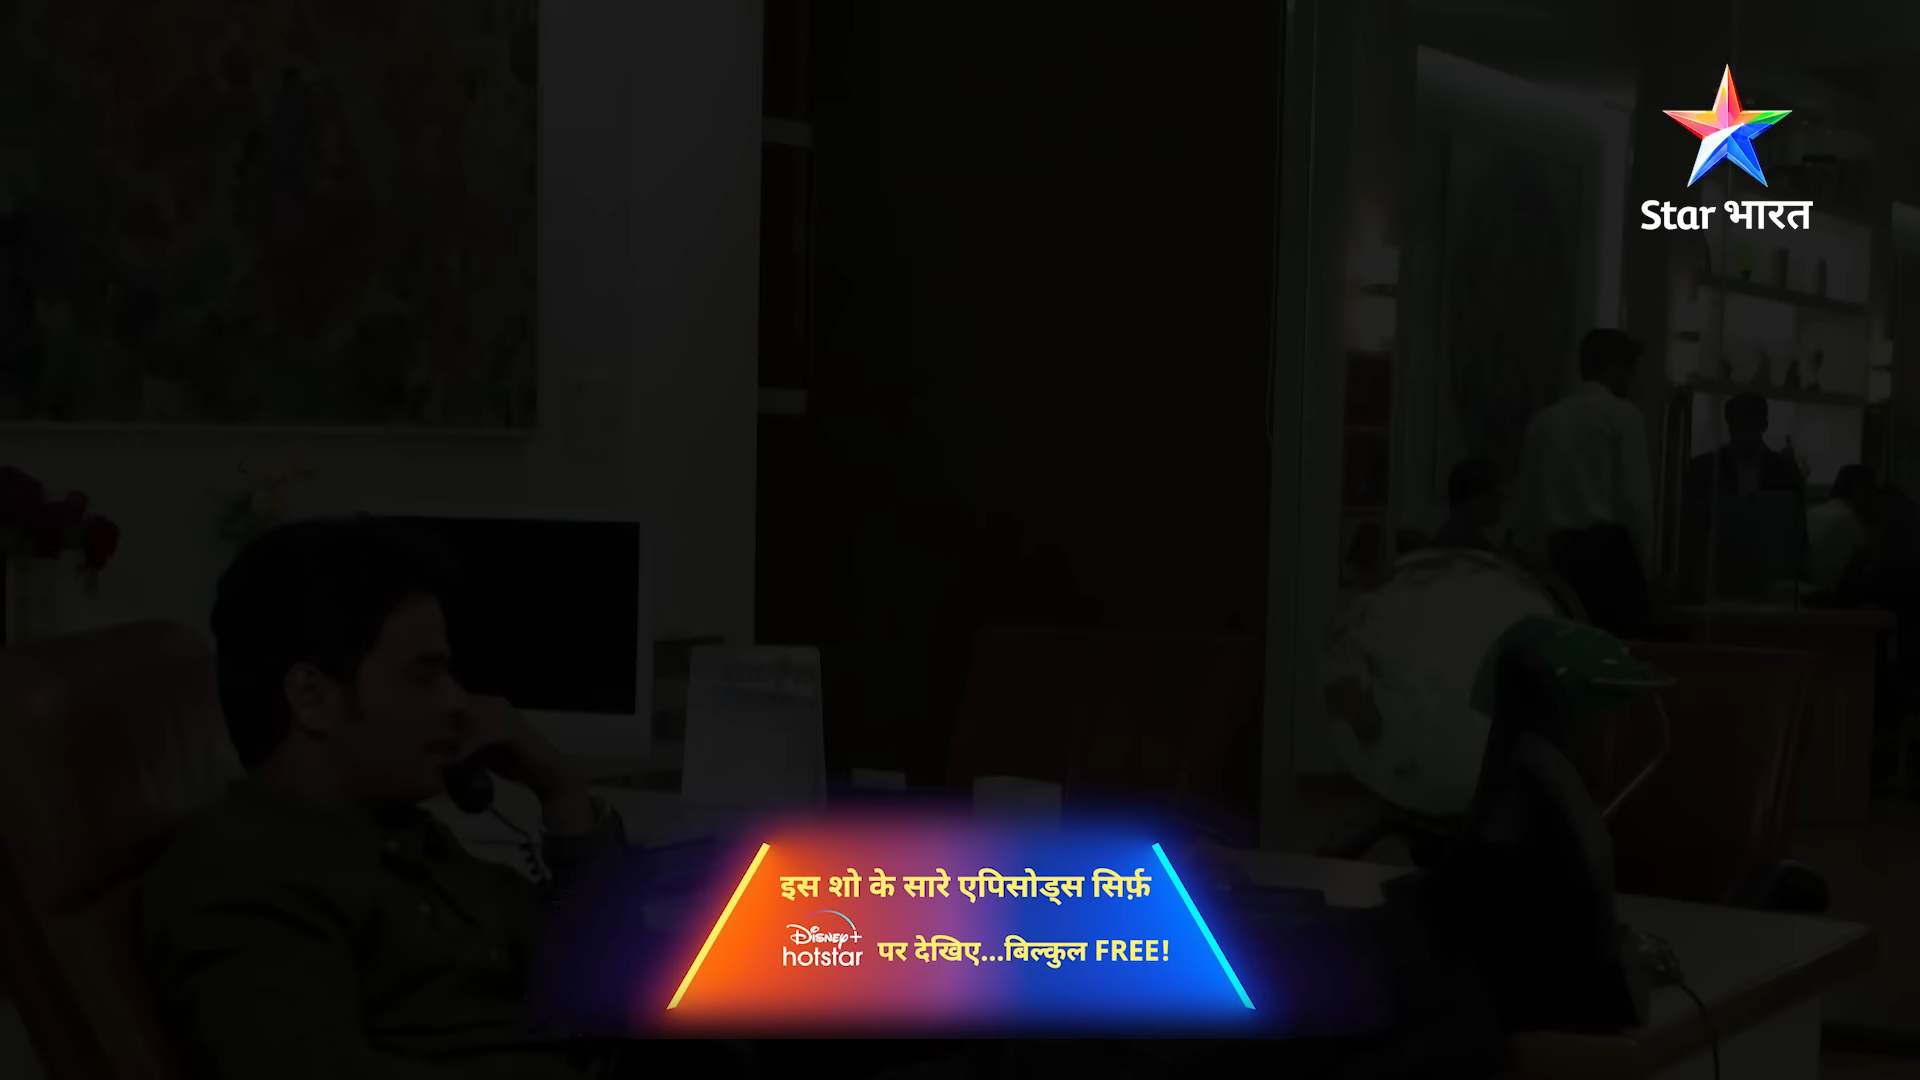 Star भारत
इस शो के सारे एपिसोड्स सिर्फ़
Disney+ hotstar पर देखिए...बिल्कुल FREE!